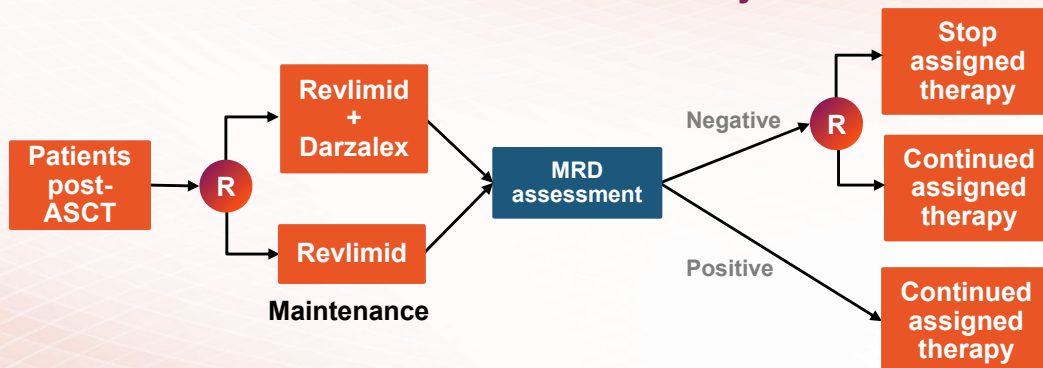 Patients
post-
ASCT
R
Revlimid
+
Darzalex
Revlimid
Maintenance
MRD
assessment
Negative
Positive
R
Stop
assigned
therapy
Continued
assigned
therapy
Continued
assigned
therapy